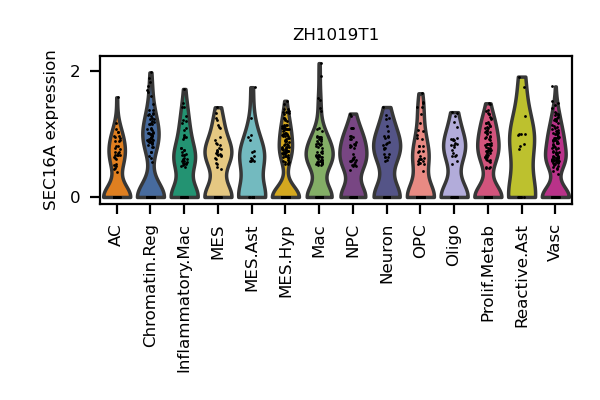 ZH1019T1
SEC16A expression
2
0
AC
Chromatin.Reg
Inflammatory.Mac
MES
MES.Ast
MES.Hyp
Mac
NPC
Neuron
OPC
Oligo
Prolif.Metab
Reactive.Ast
Vasc